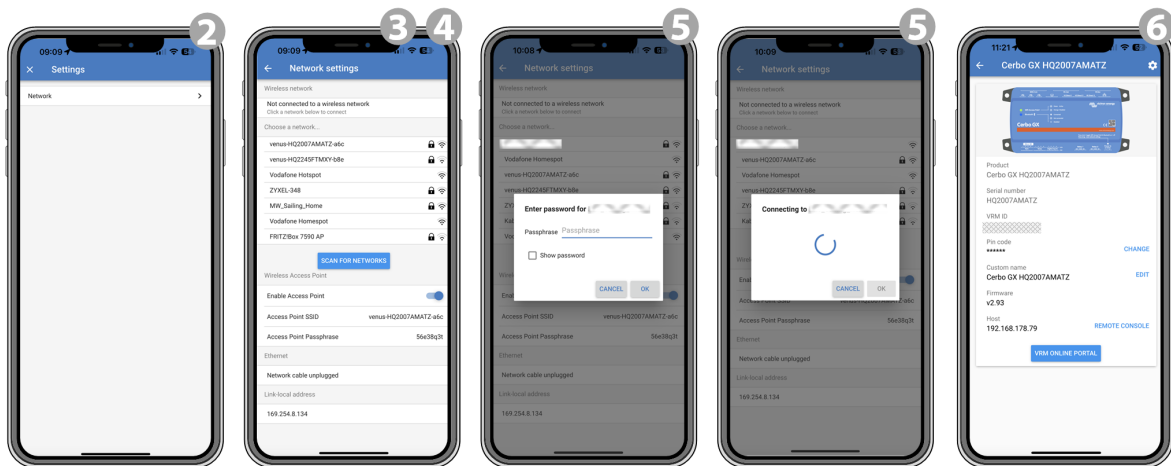 2
09:09
Settings
Network
3
4
09:09
Network settings
Wireless network
Not connected to a wireless network
Click a network below to connect
Choose a network...
venus-HQ2007AMATZ-a6c
venus-HQ2245FTMXY-b8e
Vodafone Hotspot
ZYXEL-348
MW_Sailing_Home
Vodafone Homespot
FRITZ!Box 7590 AP
SCAN FOR NETWORKS
Wireless Access Point
Enable Access Point
Access Point SSID venus-HQ2007AMATZ-a6c
Access Point Passphrase 56e38q3t
Ethernet
Network cable unplugged
Link-local address
169.254.8.134
5
10:08
Network settings
Wireless network
Not connected to a wireless network
Click a network below to connect
Choose a network...
Vodafone Homespot
venus-HQ2007AMATZ-a6c
venus-HQ2245FTMXY-b8e
Enter password for
Passphrase Passphrase
Show password
CANCEL OK
Access Point SSID venus-HQ2007AMATZ-a6c
Access Point Passphrase 56e38q3t
Ethernet
Network cable unplugged
Link-local address
169.254.8.134
5
10:09
Network settings
Wireless network
Not connected to a wireless network
Click a network below to connect
Choose a network...
venus-HQ2007AMATZ-a6c
Vodafone Homespot
venus-HQ2245FTMXY-b8e
Connecting to
CANCEL OK
Access Point SSID venus-HQ2007AMATZ-a6c
Access Point Passphrase 56e38q3t
Ethernet
Network cable unplugged
Link-local address
169.254.8.134
6
11:21
Cerbo GX HQ2007AMATZ
Cerbo GX
Product
Cerbo GX HQ2007AMATZ
Serial number
HQ2007AMATZ
VRM ID
Pin code
****** CHANGE
Custom name
Cerbo GX HQ2007AMATZ EDIT
Firmware
v2.93
Host
192.168.178.79 REMOTE CONSOLE
VRM ONLINE PORTAL